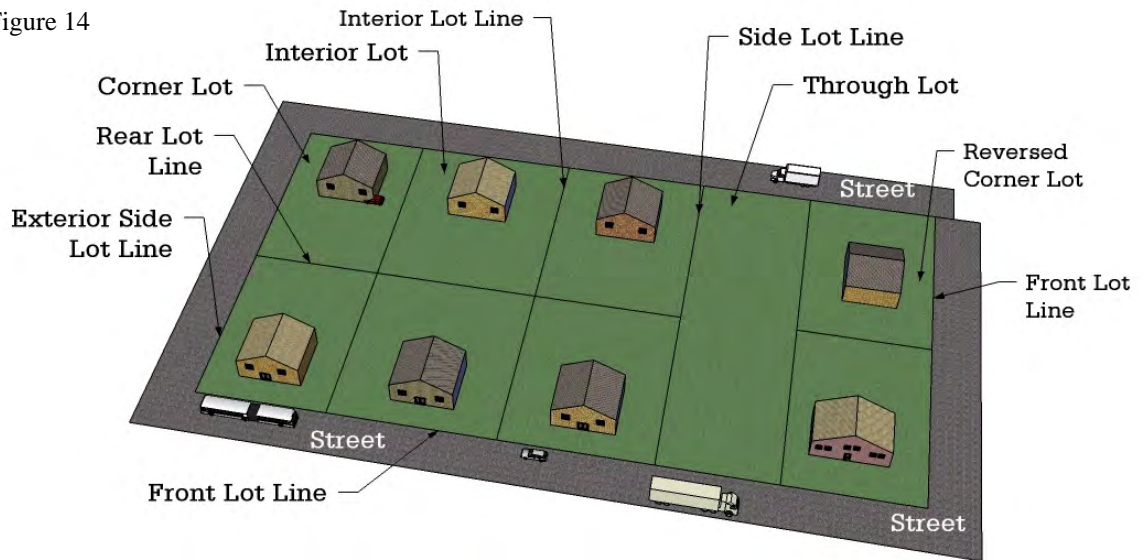 igure 14
Interior Lot Line
Interior Lot
Side Lot Line
Corner Lot
Through Lot
Rear Lot
Line
Reversed
Corner Lot
Street
Exterior Side
Lot Line
Front Lot
Line
Street
Front Lot Line
Street